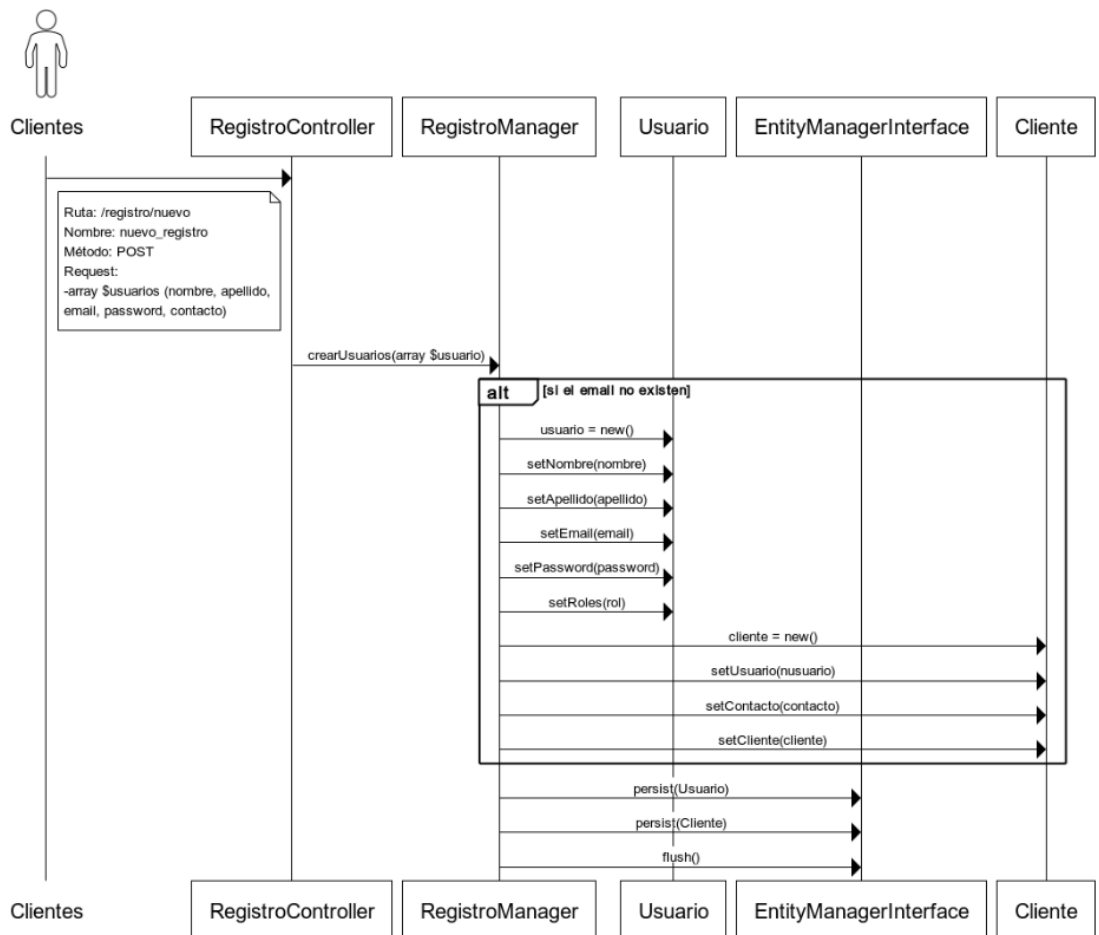 Clientes
RegistroController
RegistroManager
Usuario
EntityManagerInterface
Cliente
Ruta: /registro/nuevo
Nombre: nuevo_registro
Método: POST
Request:
-array $usuarios (nombre, apellido,
email, password, contacto)
crearUsuarios(array $usuario)
alt
[si el email no existen]
usuario = new()
setNombre(nombre)
setApellido(apellido)
setEmail(email)
setPassword(password)
setRoles(rol)
cliente = new()
setUsuario(nusuario)
setContacto(contacto)
setCliente(cliente)
persist(Usuario)
persist(Cliente)
flush()
Clientes
RegistroController
RegistroManager
Usuario
EntityManagerInterface
Cliente